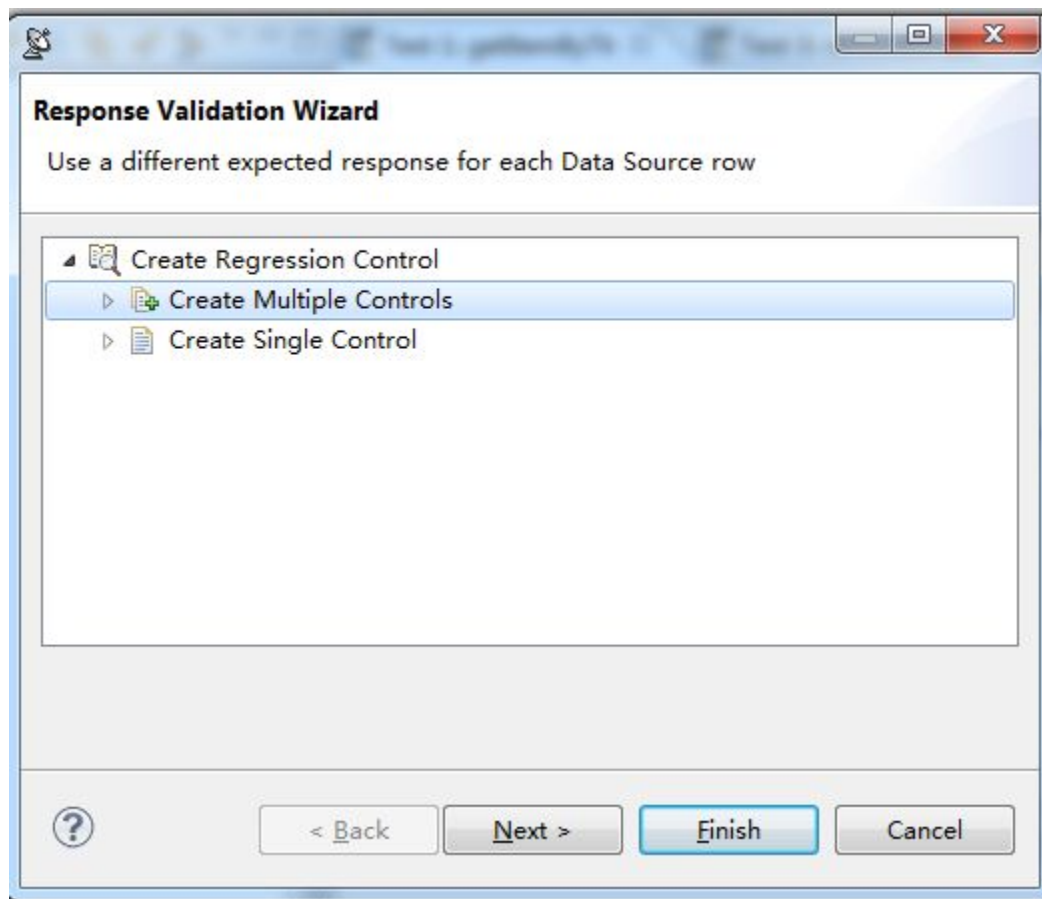 Response Validation Wizard
Use a different expected response for each Data Source row
Create Regression Control
Create Multiple Controls
Create Single Control
< Back
Next >
Finish
Cancel